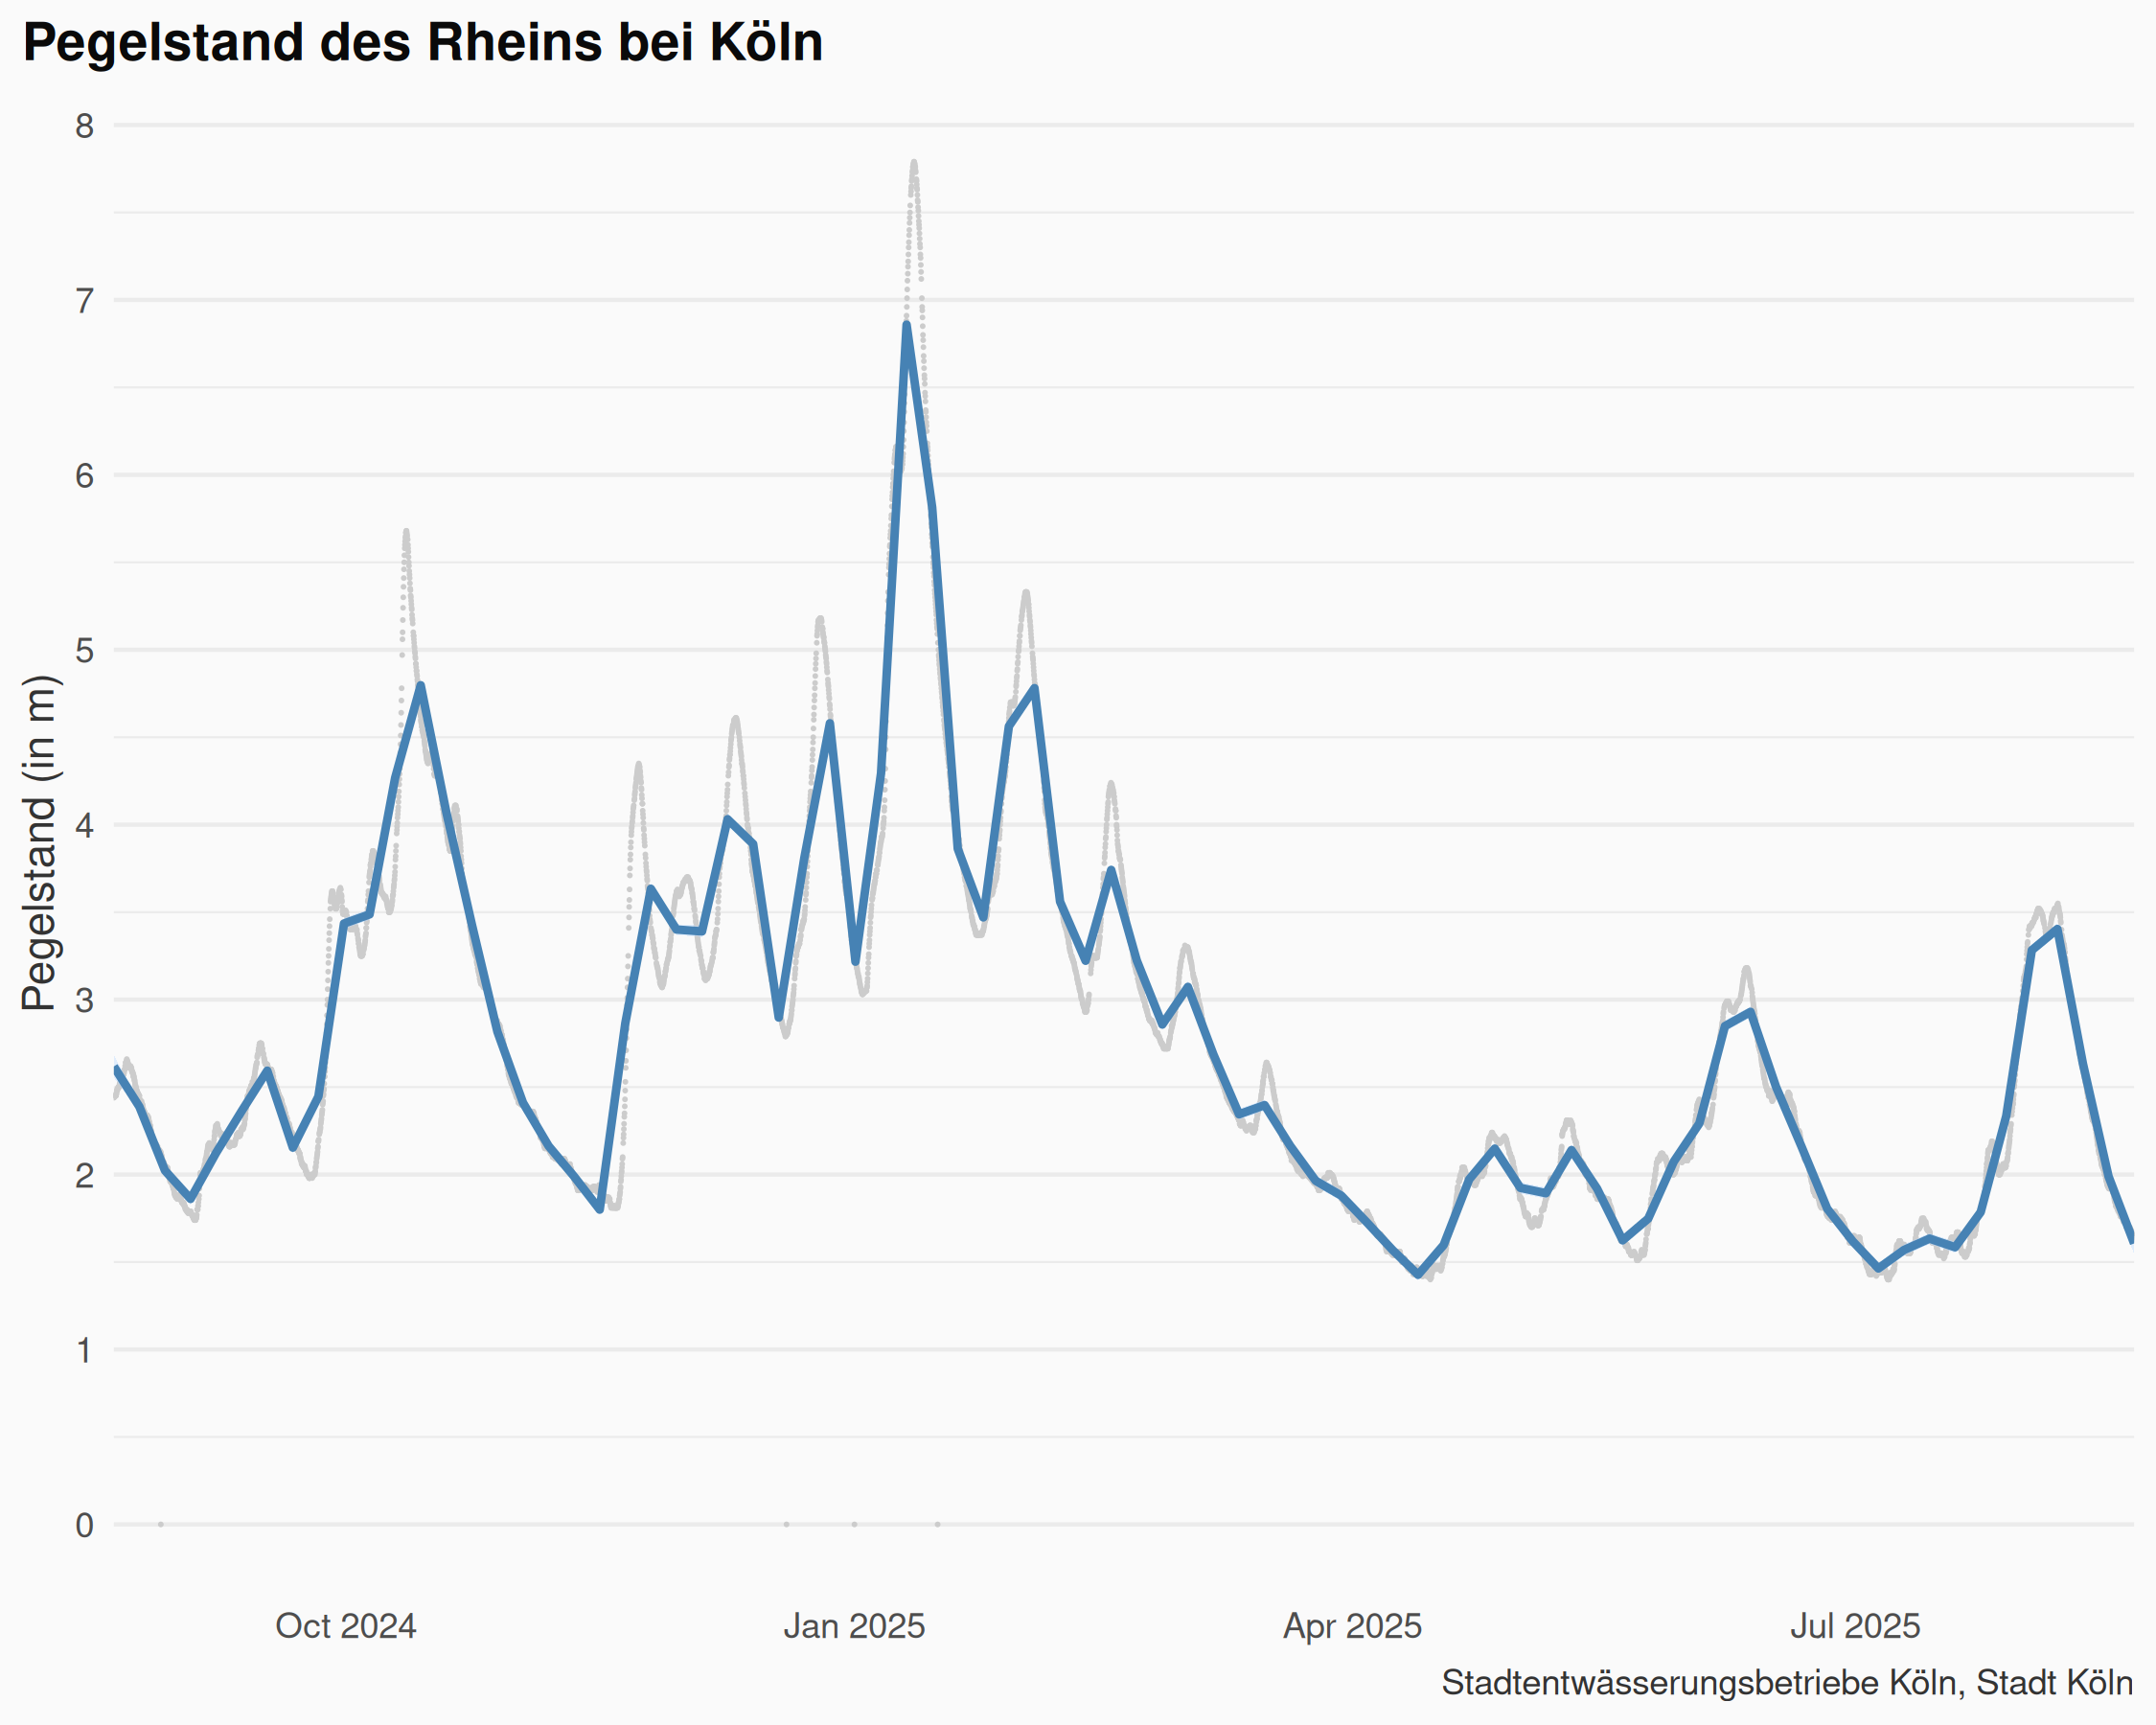 Pegelstand des Rheins bei Köln
Pegelstand (in m)
8
7
6
5
4
3
2
1
0
Oct 2024 Jan 2025 Apr 2025 Jul 2025
Stadtentwässerungsbetriebe Köln, Stadt Köln